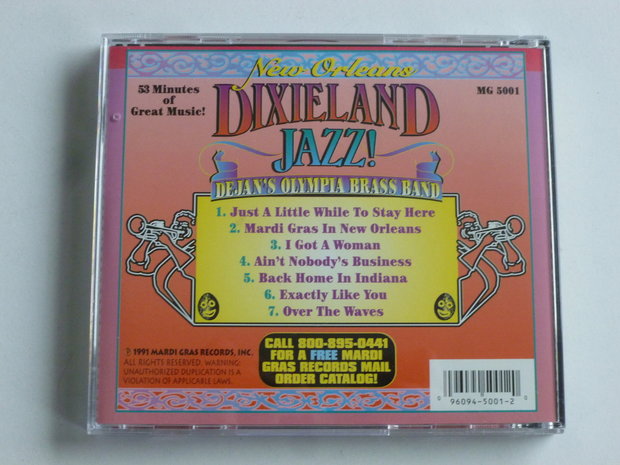 New Orleans
53 Minutes
of
Great Music!
MG 5001
DIXIELAND
JAZZ!
DEJAN'S OLYMPIA BRASS BAND
1. Just A Little While To Stay Here
2. Mardi Gras In New Orleans
3. I Got A Woman
4. Ain't Nobody's Business
5. Back Home In Indiana
6. Exactly Like You
7. Over The Waves
℗ 1991 MARDI GRAS RECORDS, INC.
ALL RIGHTS RESERVED. WARNING:
UNAUTHORIZED DUPLICATION IS A
VIOLATION OF APPLICABLE LAWS.
CALL 800-895-0441
FOR A FREE MARDI
GRAS RECORDS MAIL
ORDER CATALOG!
0 96094-5001-2 0